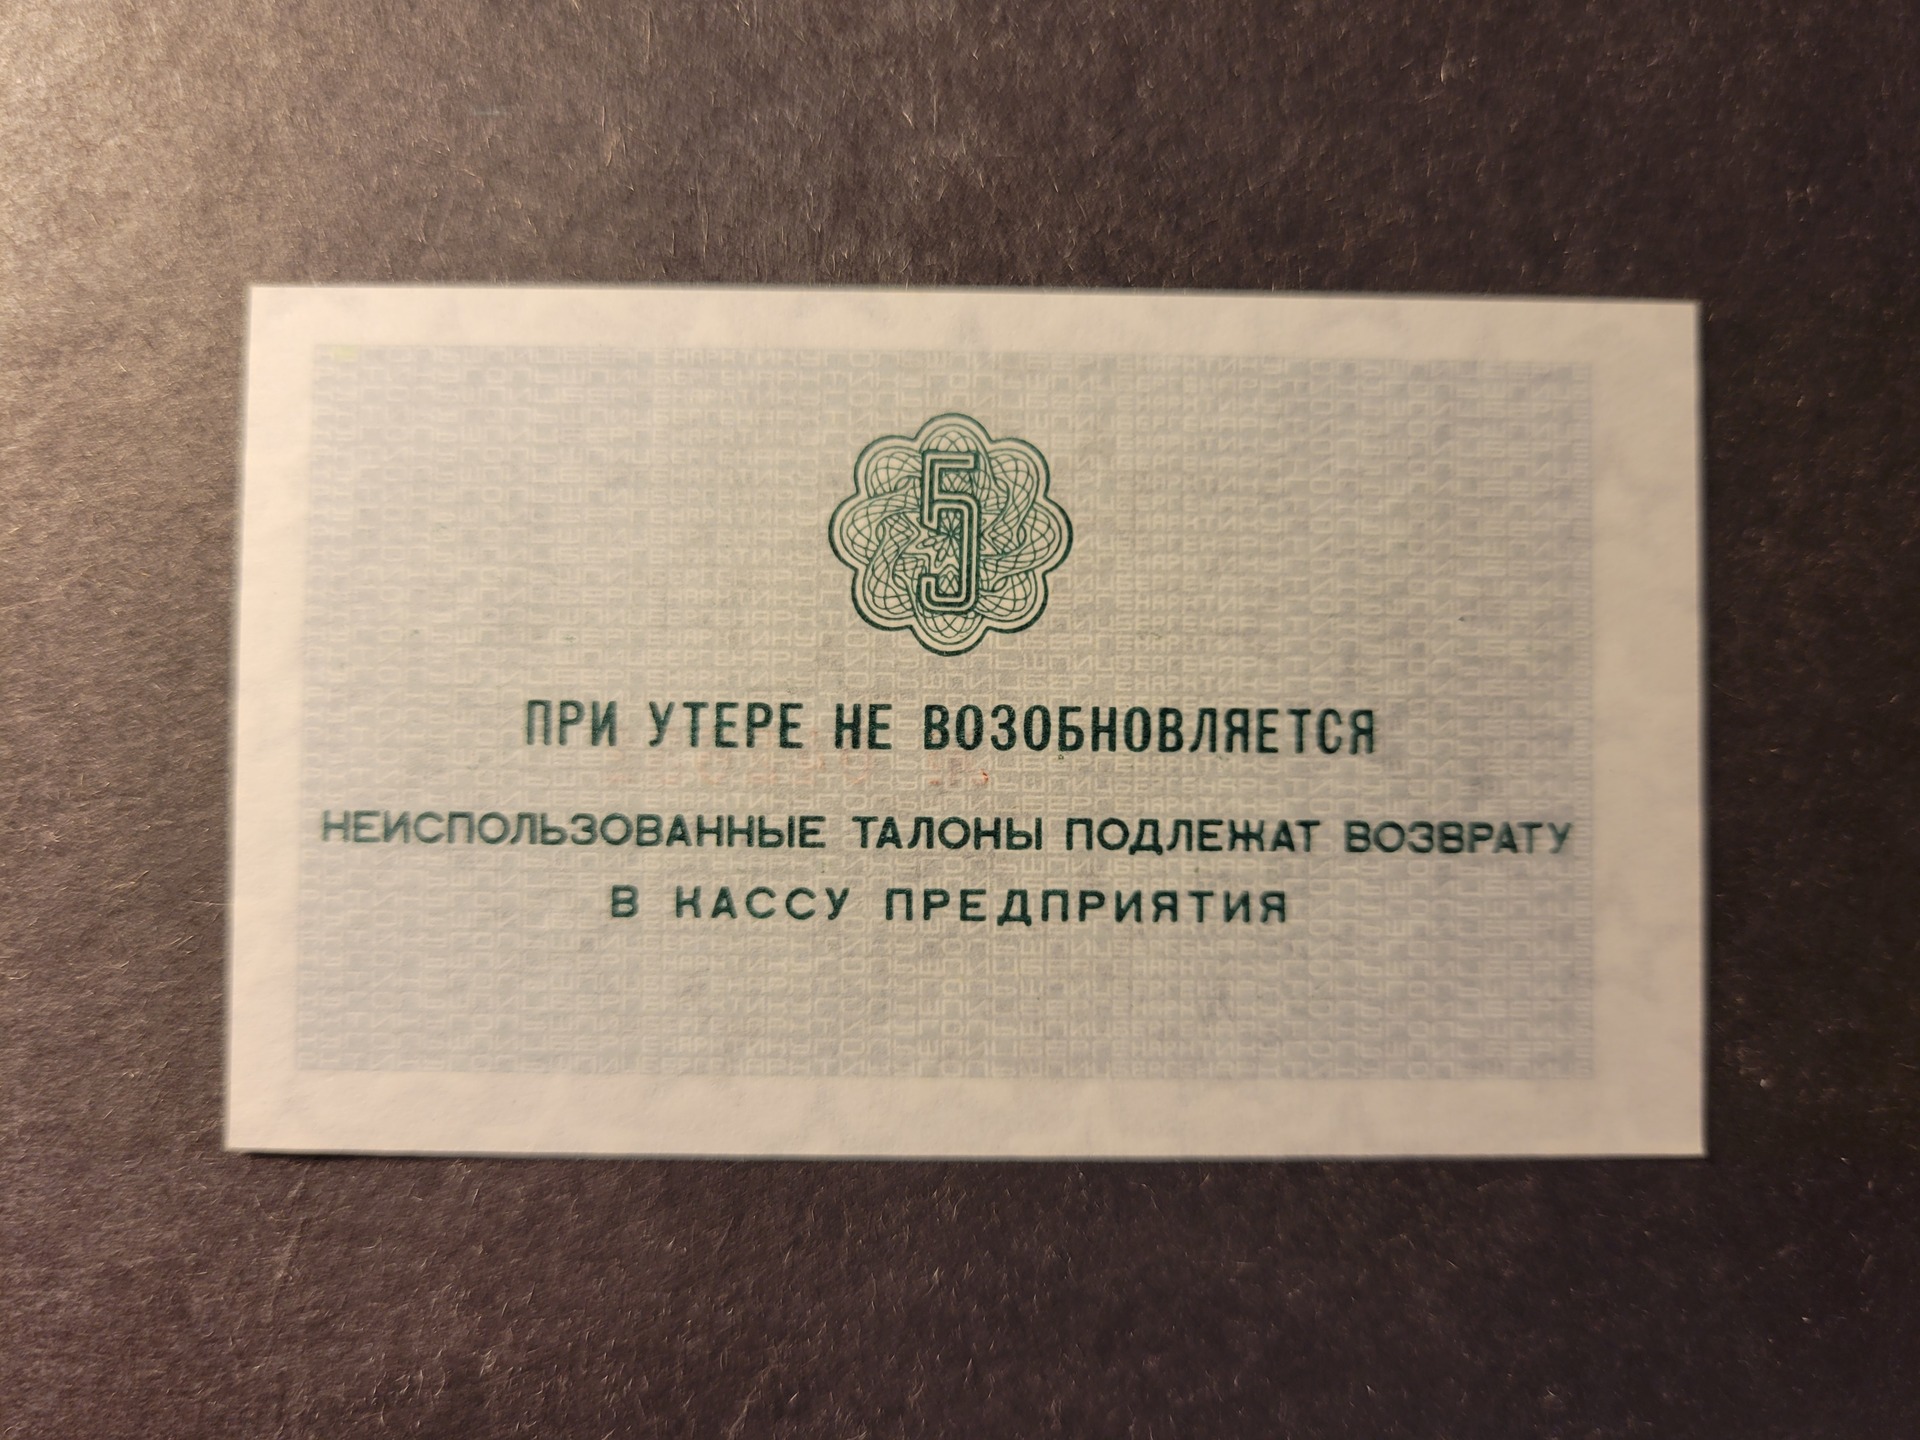 5
ПРИ УТЕРЕ НЕ ВОЗОБНОВЛЯЕТСЯ
НЕИСПОЛЬЗОВАННЫЕ ТАЛОНЫ ПОДЛЕЖАТ ВОЗВРАТУ
В КАССУ ПРЕДПРИЯТИЯ